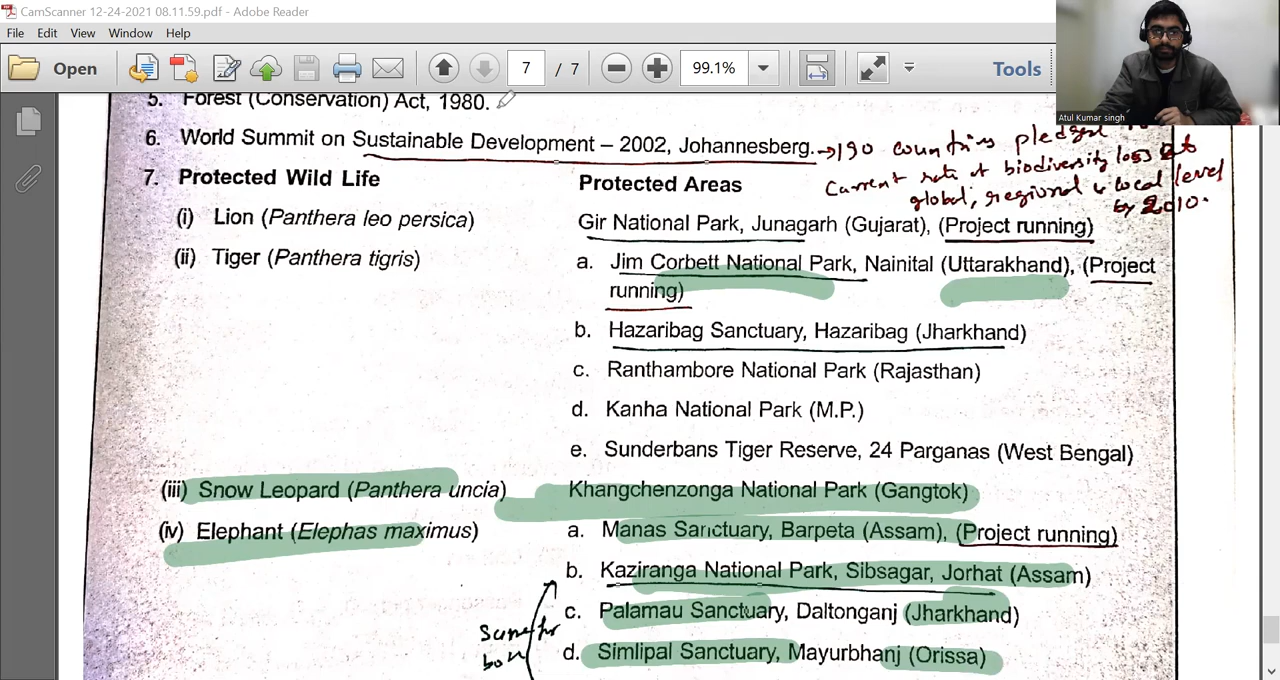 CamScanner 12-24-2021 08.11.59.pdf - Adobe Reader
File Edit View Window Help
Open 7 / 7 99.1% Tools
Atul Kumar singh
5. Forest (Conservation) Act, 1980.
6. World Summit on Sustainable Development – 2002, Johannesberg. → 190 countries pledged
Current rate of biodiversity loss at
global, regional & local level
by 2010.
7. Protected Wild Life Protected Areas
(i) Lion (Panthera leo persica) Gir National Park, Junagarh (Gujarat), (Project running)
(ii) Tiger (Panthera tigris) a. Jim Corbett National Park, Nainital (Uttarakhand), (Project
running)
b. Hazaribag Sanctuary, Hazaribag (Jharkhand)
c. Ranthambore National Park (Rajasthan)
d. Kanha National Park (M.P.)
e. Sunderbans Tiger Reserve, 24 Parganas (West Bengal)
(iii) Snow Leopard (Panthera uncia) Khangchenzonga National Park (Gangtok)
(iv) Elephant (Elephas maximus) a. Manas Sanctuary, Barpeta (Assam), (Project running)
b. Kaziranga National Park, Sibsagar, Jorhat (Assam)
c. Palamau Sanctuary, Daltonganj (Jharkhand)
Same for
d. Simlipal Sanctuary, Mayurbhanj (Orissa)